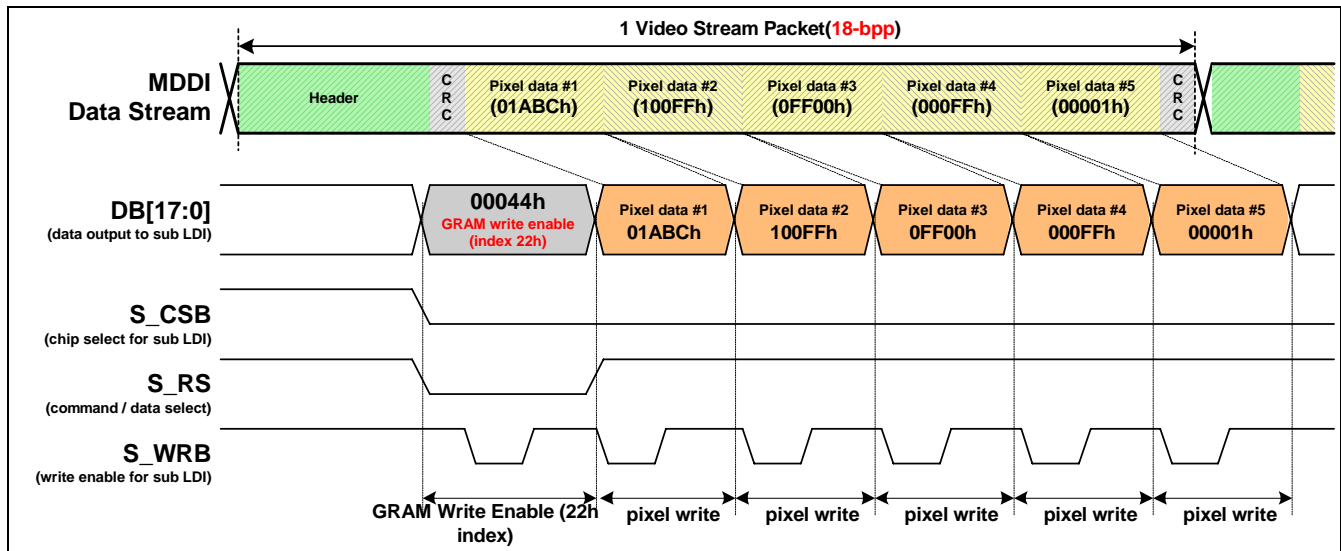 1 Video Stream Packet(18-bpp)
MDDI
Data Stream
Header
C
R
C
Pixel data #1
(01ABCh)
Pixel data #2
(100FFh)
Pixel data #3
(0FF00h)
Pixel data #4
(000FFh)
Pixel data #5
(00001h)
C
R
C
DB[17:0]
(data output to sub LDI)
00044h
GRAM write enable
(index 22h)
Pixel data #1
01ABCh
Pixel data #2
100FFh
Pixel data #3
0FF00h
Pixel data #4
000FFh
Pixel data #5
00001h
S_CSB
(chip select for sub LDI)
S_RS
(command / data select)
S_WRB
(write enable for sub LDI)
GRAM Write Enable (22h
index)
pixel write
pixel write
pixel write
pixel write
pixel write